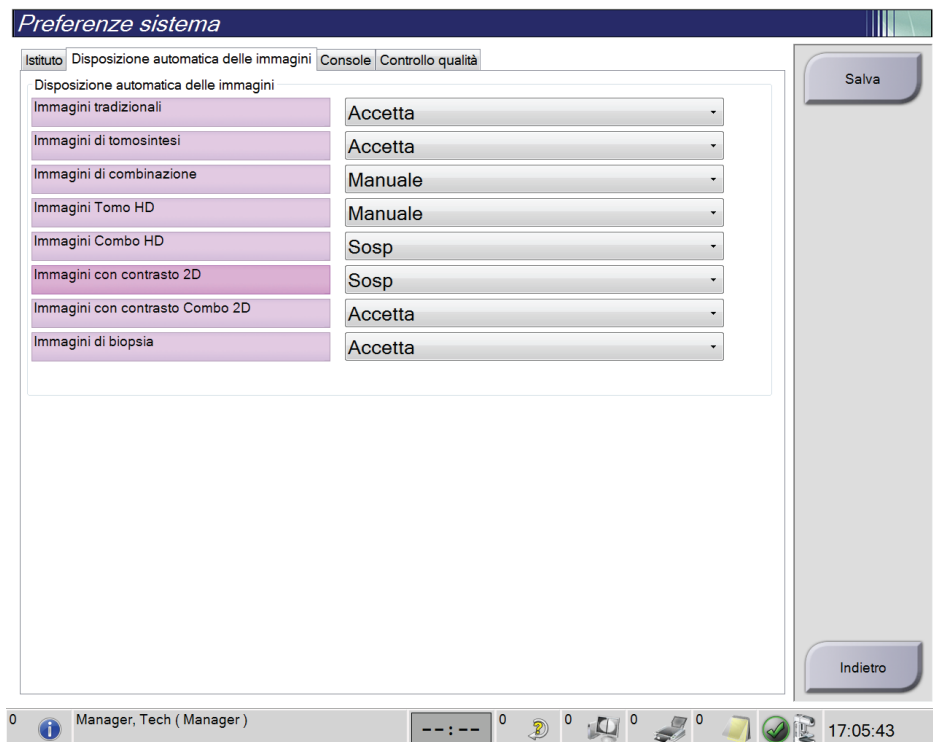 Preferenze sistema
Istituto Disposizione automatica delle immagini Console Controllo qualità
Salva
Disposizione automatica delle immagini
Immagini tradizionali Accetta
Immagini di tomosintesi Accetta
Immagini di combinazione Manuale
Immagini Tomo HD Manuale
Immagini Combo HD Sosp
Immagini con contrasto 2D Sosp
Immagini con contrasto Combo 2D Accetta
Immagini di biopsia Accetta
Indietro
0 Manager, Tech ( Manager ) --:-- 0 0 0 0 17:05:43